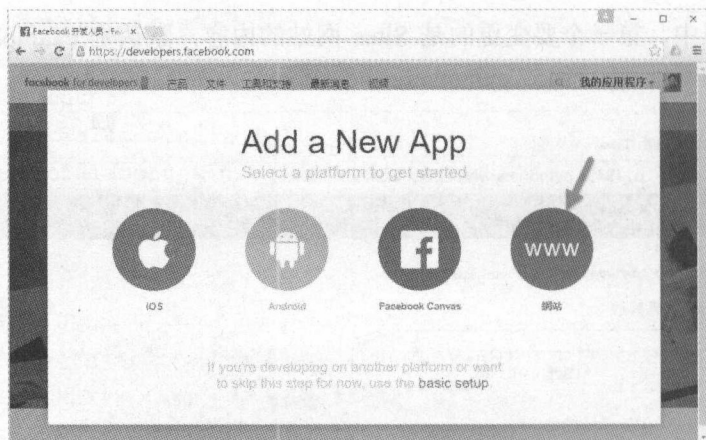 Facebook 开发人员 - Fa
https://developers.facebook.com
facebook for developers 产品 文件 工具和支持 最新消息 视频 我的应用程序
Add a New App
Select a platform to get started
www
iOS Android Facebook Canvas 網站
If you're developing on another platform or want
to skip this step for now, use the basic setup.